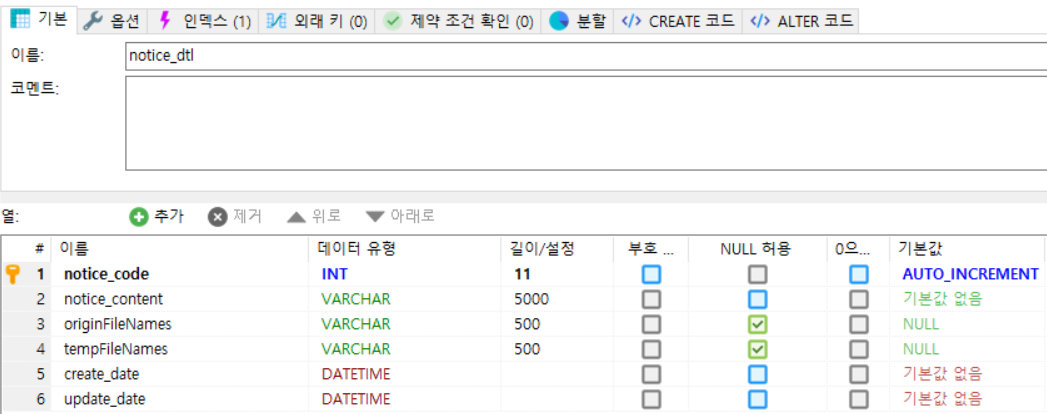 기본 옵션 인덱스 (1) 외래 키 (0) 제약 조건 확인 (0) 분할 </> CREATE 코드 </> ALTER 코드
이름: notice_dtl
코멘트:
열: 추가 제거 위로 아래로
# 이름 데이터 유형 길이/설정 부호 ... NULL 허용 0으... 기본값
1 notice_code INT 11 AUTO_INCREMENT
2 notice_content VARCHAR 5000 기본값 없음
3 originFileNames VARCHAR 500 NULL
4 tempFileNames VARCHAR 500 NULL
5 create_date DATETIME 기본값 없음
6 update_date DATETIME 기본값 없음